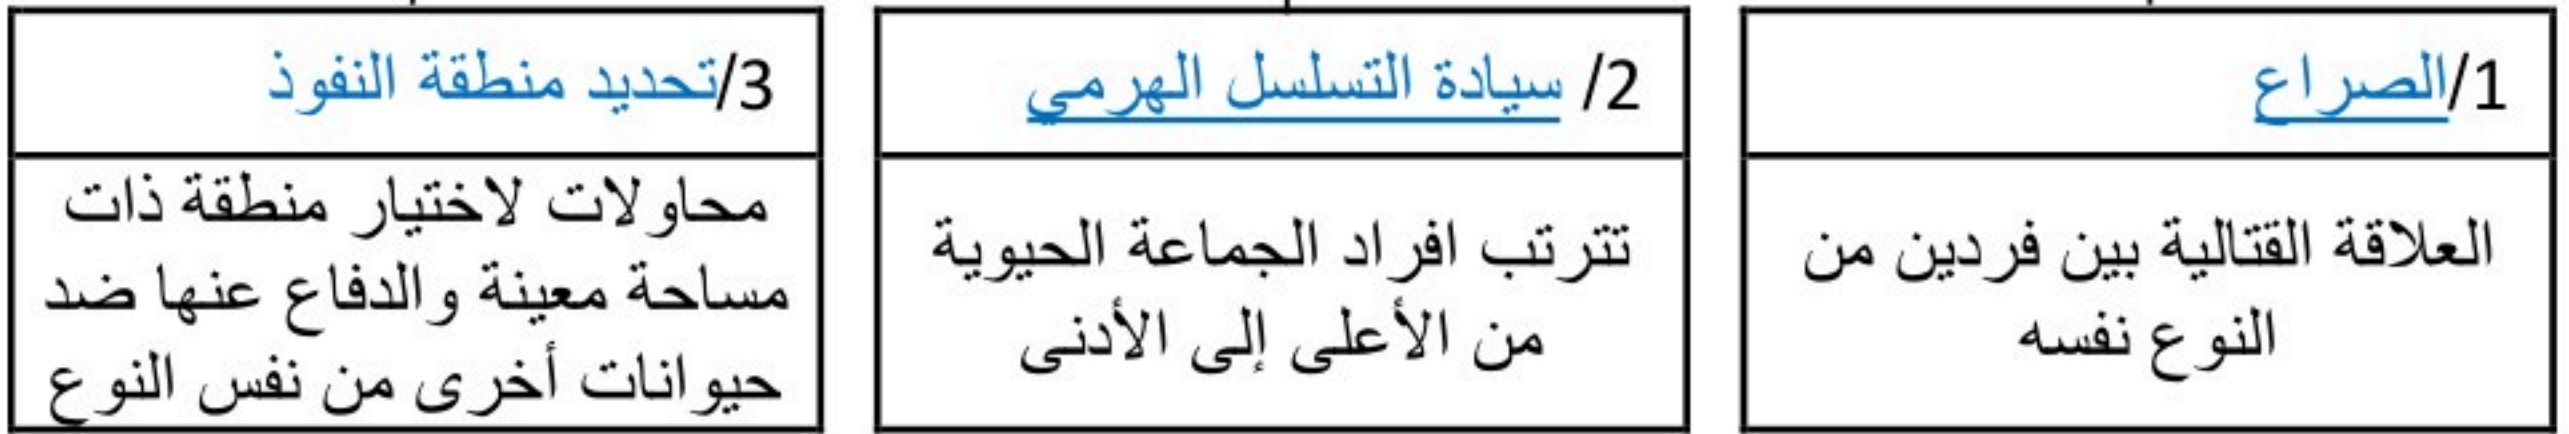 1/الصراع
العلاقة القتالية بين فردين من
النوع نفسه
2/ سيادة التسلسل الهرمي
تترتب افراد الجماعة الحيوية
من الأعلى إلى الأدنى
3/تحديد منطقة النفوذ
محاولات لاختيار منطقة ذات
مساحة معينة والدفاع عنها ضد
حيوانات أخرى من نفس النوع